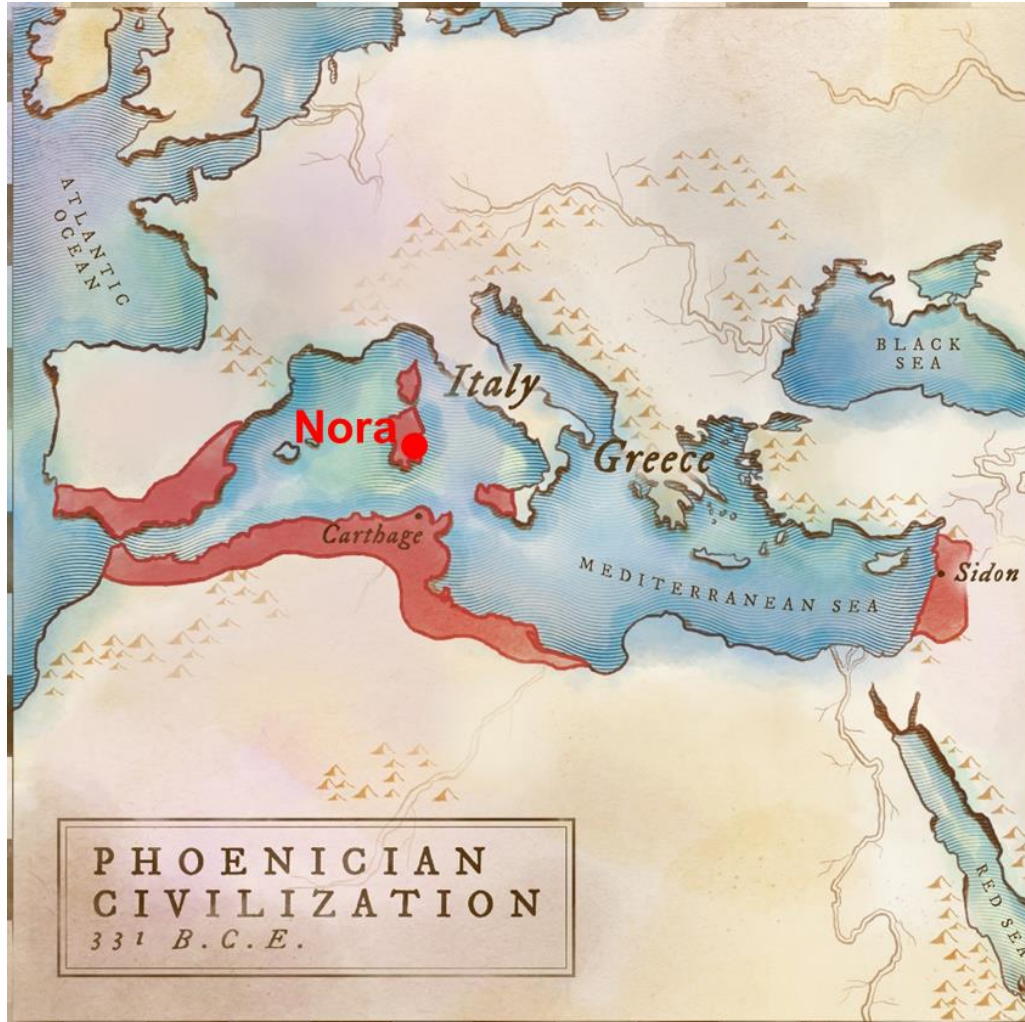 ATLANTIC
OCEAN
BLACK
SEA
Italy
Nora
Greece
Carthage
MEDITERRANEAN SEA
Sidon
RED SEA
PHOENICIAN
CIVILIZATION
331 B.C.E.